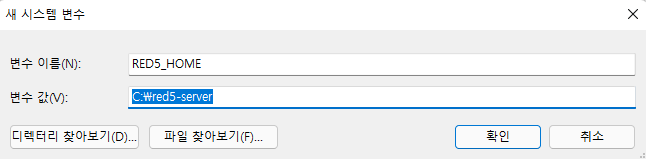 새 시스템 변수
변수 이름(N):
RED5_HOME
변수 값(V):
C:₩red5-server
디렉터리 찾아보기(D)...
파일 찾아보기(F)...
확인
취소